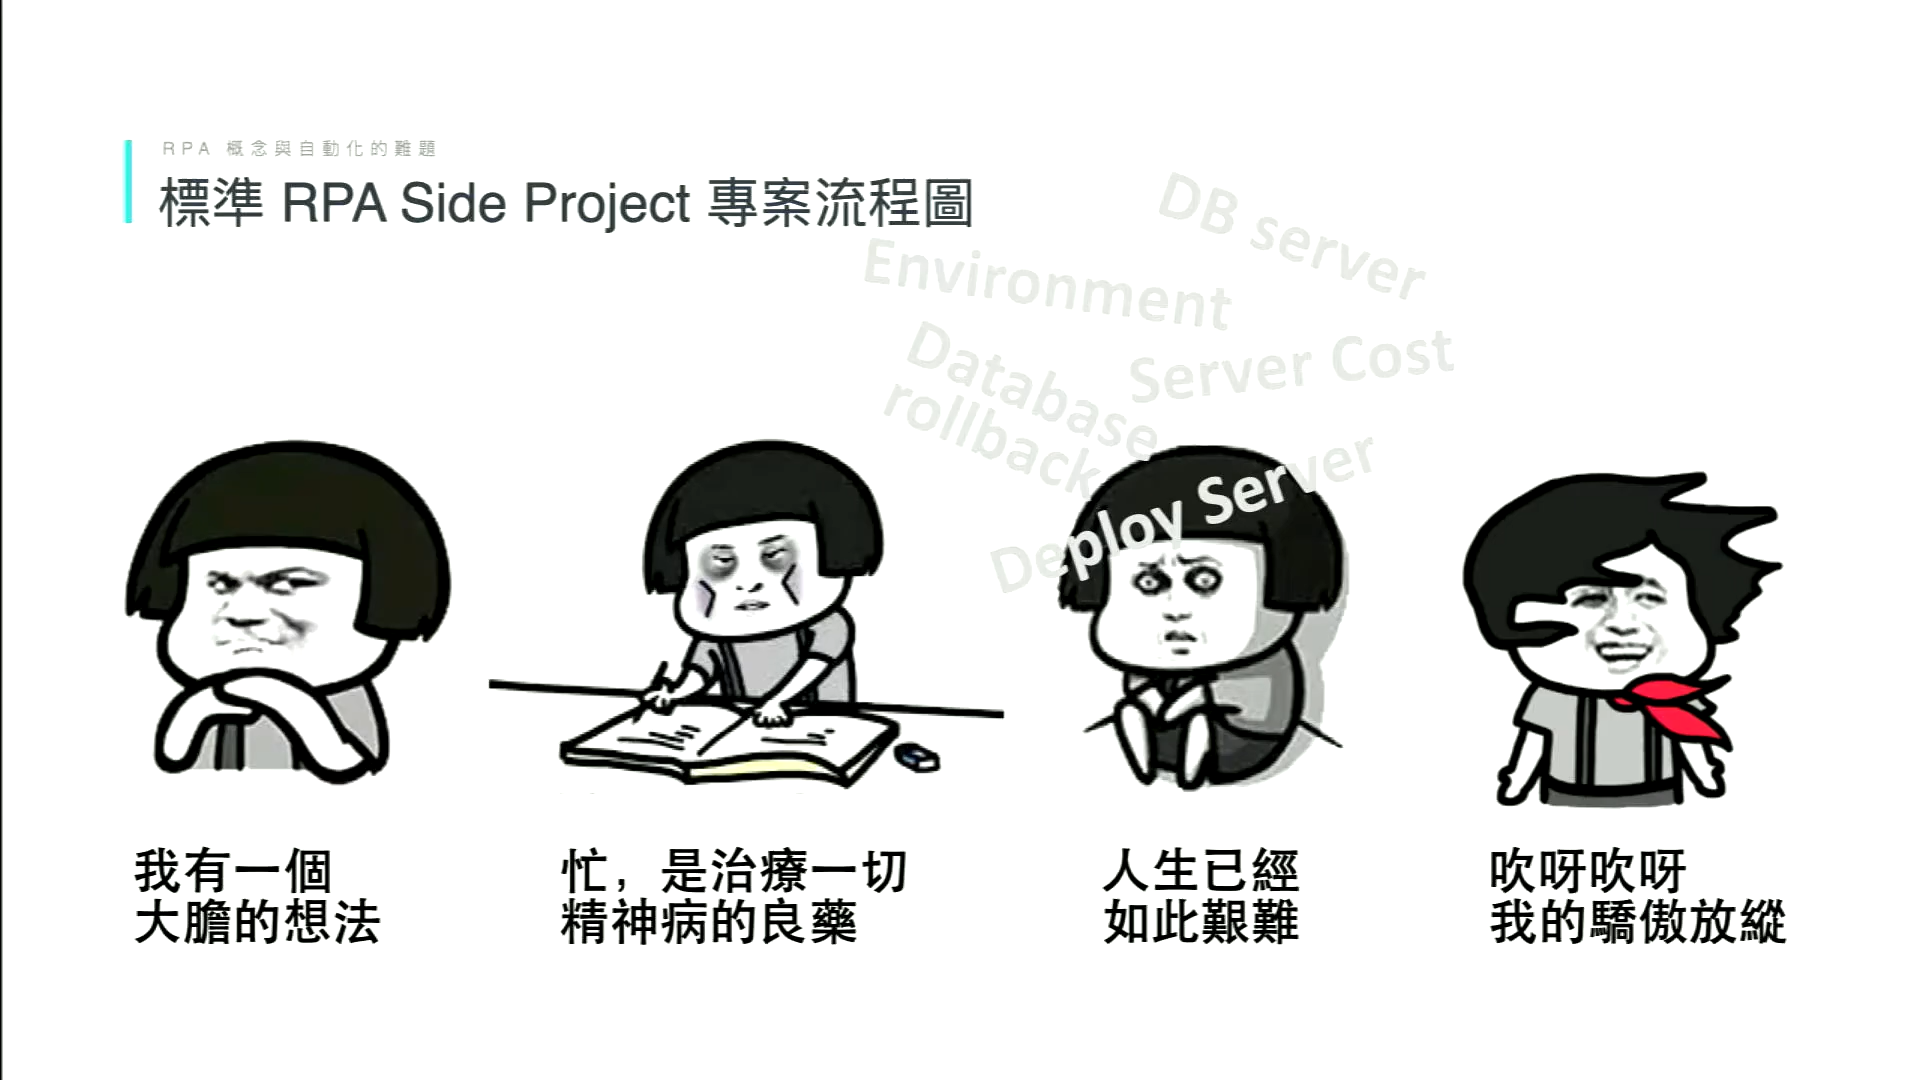 RPA 概念與自動化的難題
標準 RPA Side Project 專案流程圖
DB server
Environment
Server Cost
Database
rollback
Deploy Server
我有一個
大膽的想法
忙，是治療一切
精神病的良藥
人生已經
如此艱難
吹呀吹呀
我的驕傲放縱